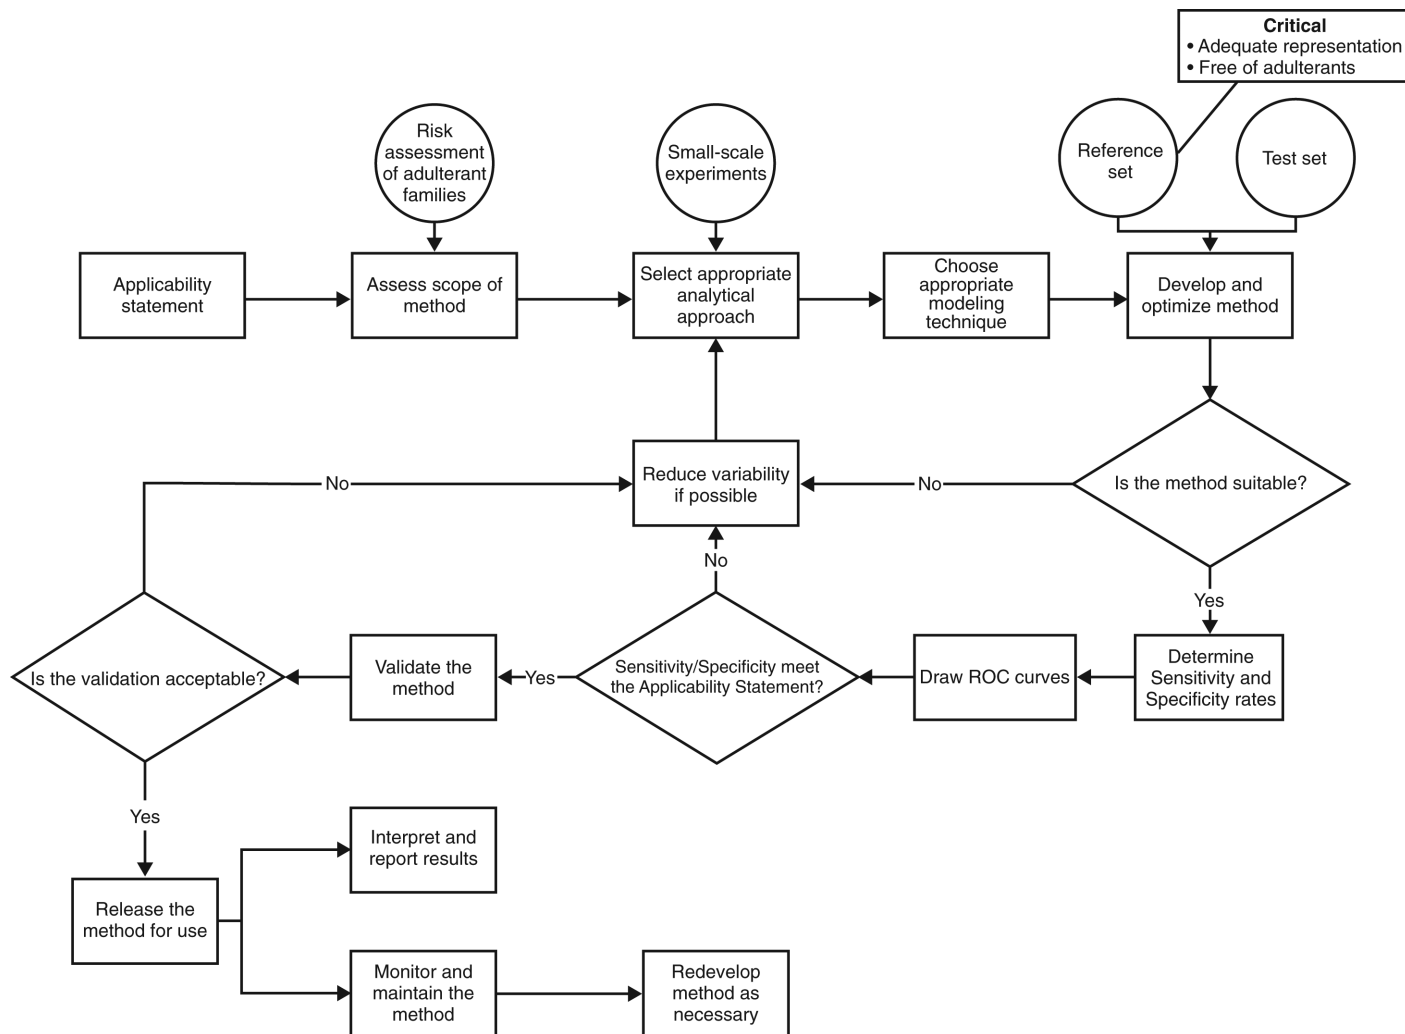 Critical
• Adequate representation
• Free of adulterants
Risk
assessment
of adulterant
families
Small-scale
experiments
Reference
set
Test set
Applicability
statement
Assess scope of
method
Select appropriate
analytical
approach
Choose
appropriate
modeling
technique
Develop and
optimize method
No
Reduce variability
if possible
No
Is the method suitable?
No
Yes
Is the validation acceptable?
Validate the
method
Yes
Sensitivity/Specificity meet
the Applicability Statement?
Draw ROC curves
Determine
Sensitivity and
Specificity rates
Yes
Interpret and
report results
Release the
method for use
Monitor and
maintain the
method
Redevelop
method as
necessary